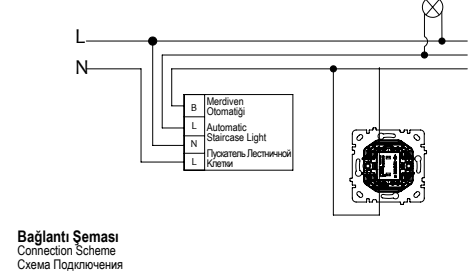 L
N
B
L
N
L
Merdiven
Otomatiği
Automatic
Staircase Light
Пускатель Лестничной
Клетки
Bağlantı Şeması
Connection Scheme
Схема Подключения